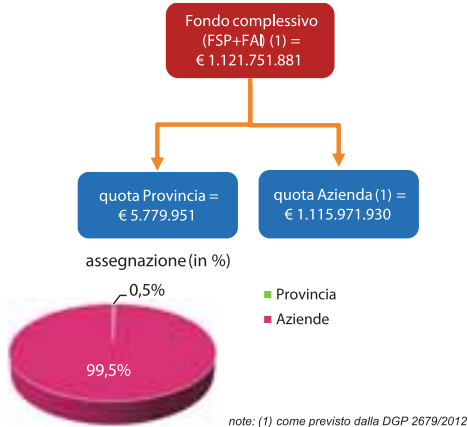 Fondo complessivo
(FSP+FAI) (1) =
€ 1.121.751.881
quota Provincia =
€ 5.779.951
quota Azienda (1) =
€ 1.115.971.930
assegnazione (in %)
0,5%
99,5%
Provincia
Aziende
note: (1) come previsto dalla DGP 2679/2012